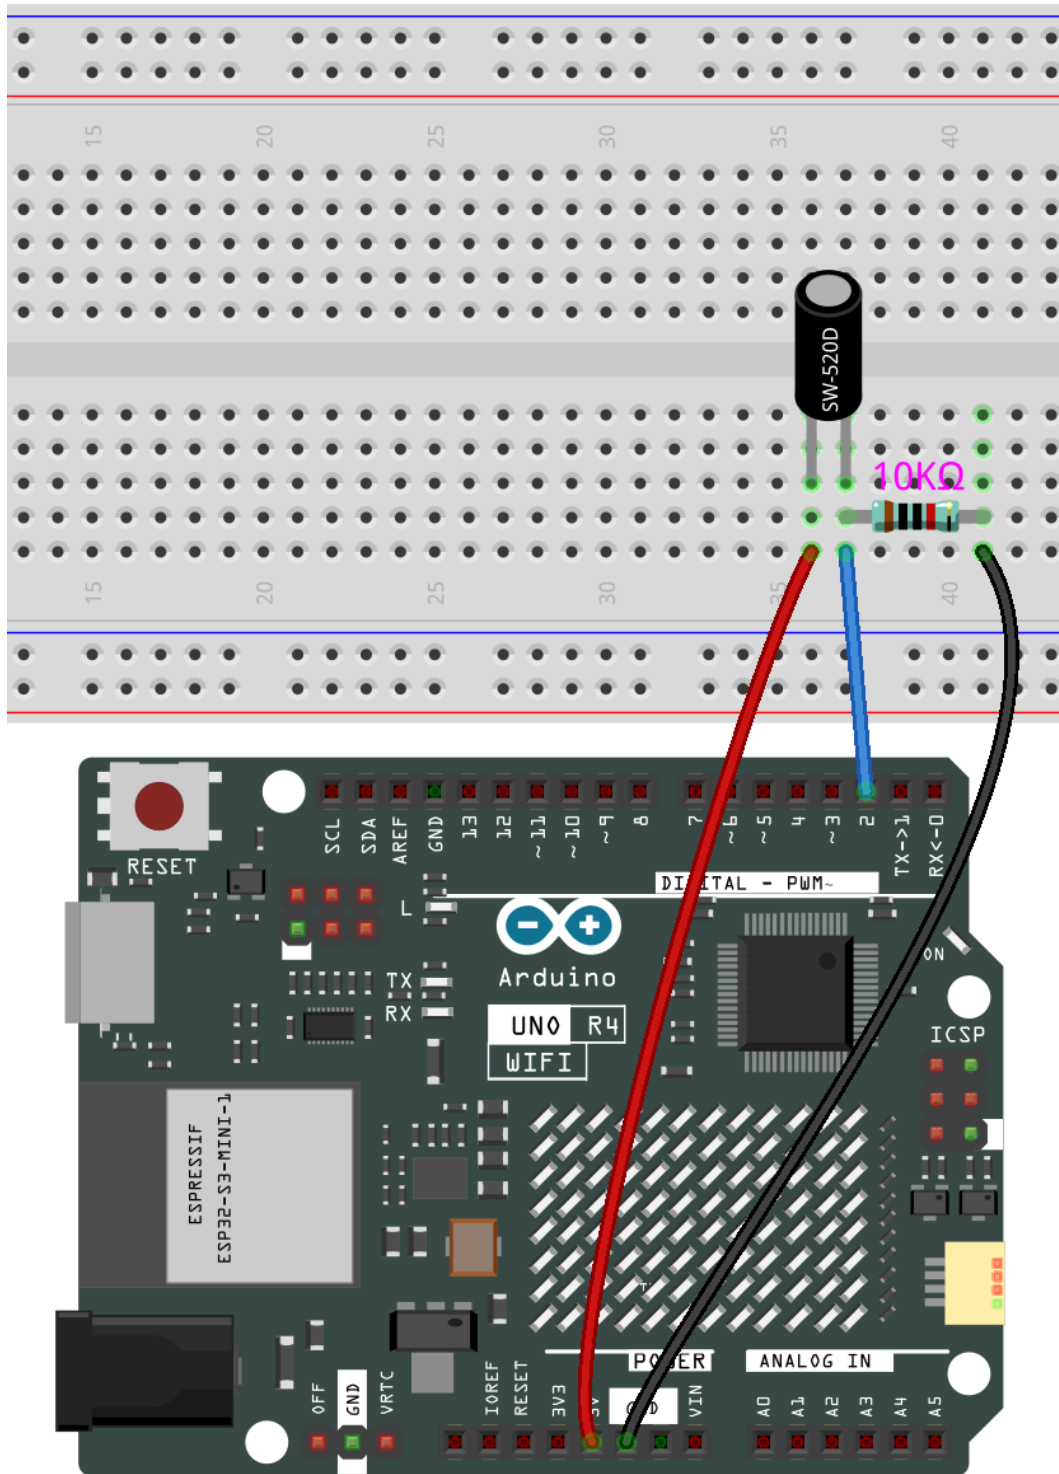 15 20 25 30 35 40
SW-520D
10KΩ
15 20 25 30 35 40
RESET
SCL SDA AREF GND 13 12 ~11 ~10 ~9 8 7 ~6 ~5 4 ~3 2 TX->1 RX<-0
DIGITAL - PWM~
L
TX
RX
Arduino
UNO R4
WIFI
ON
ICSP
ESPRESSIF
ESP32-S3-MINI-1
POWER
ANALOG IN
OFF GND VRTC
IOREF RESET 3V3 5V GND VIN
A0 A1 A2 A3 A4 A5